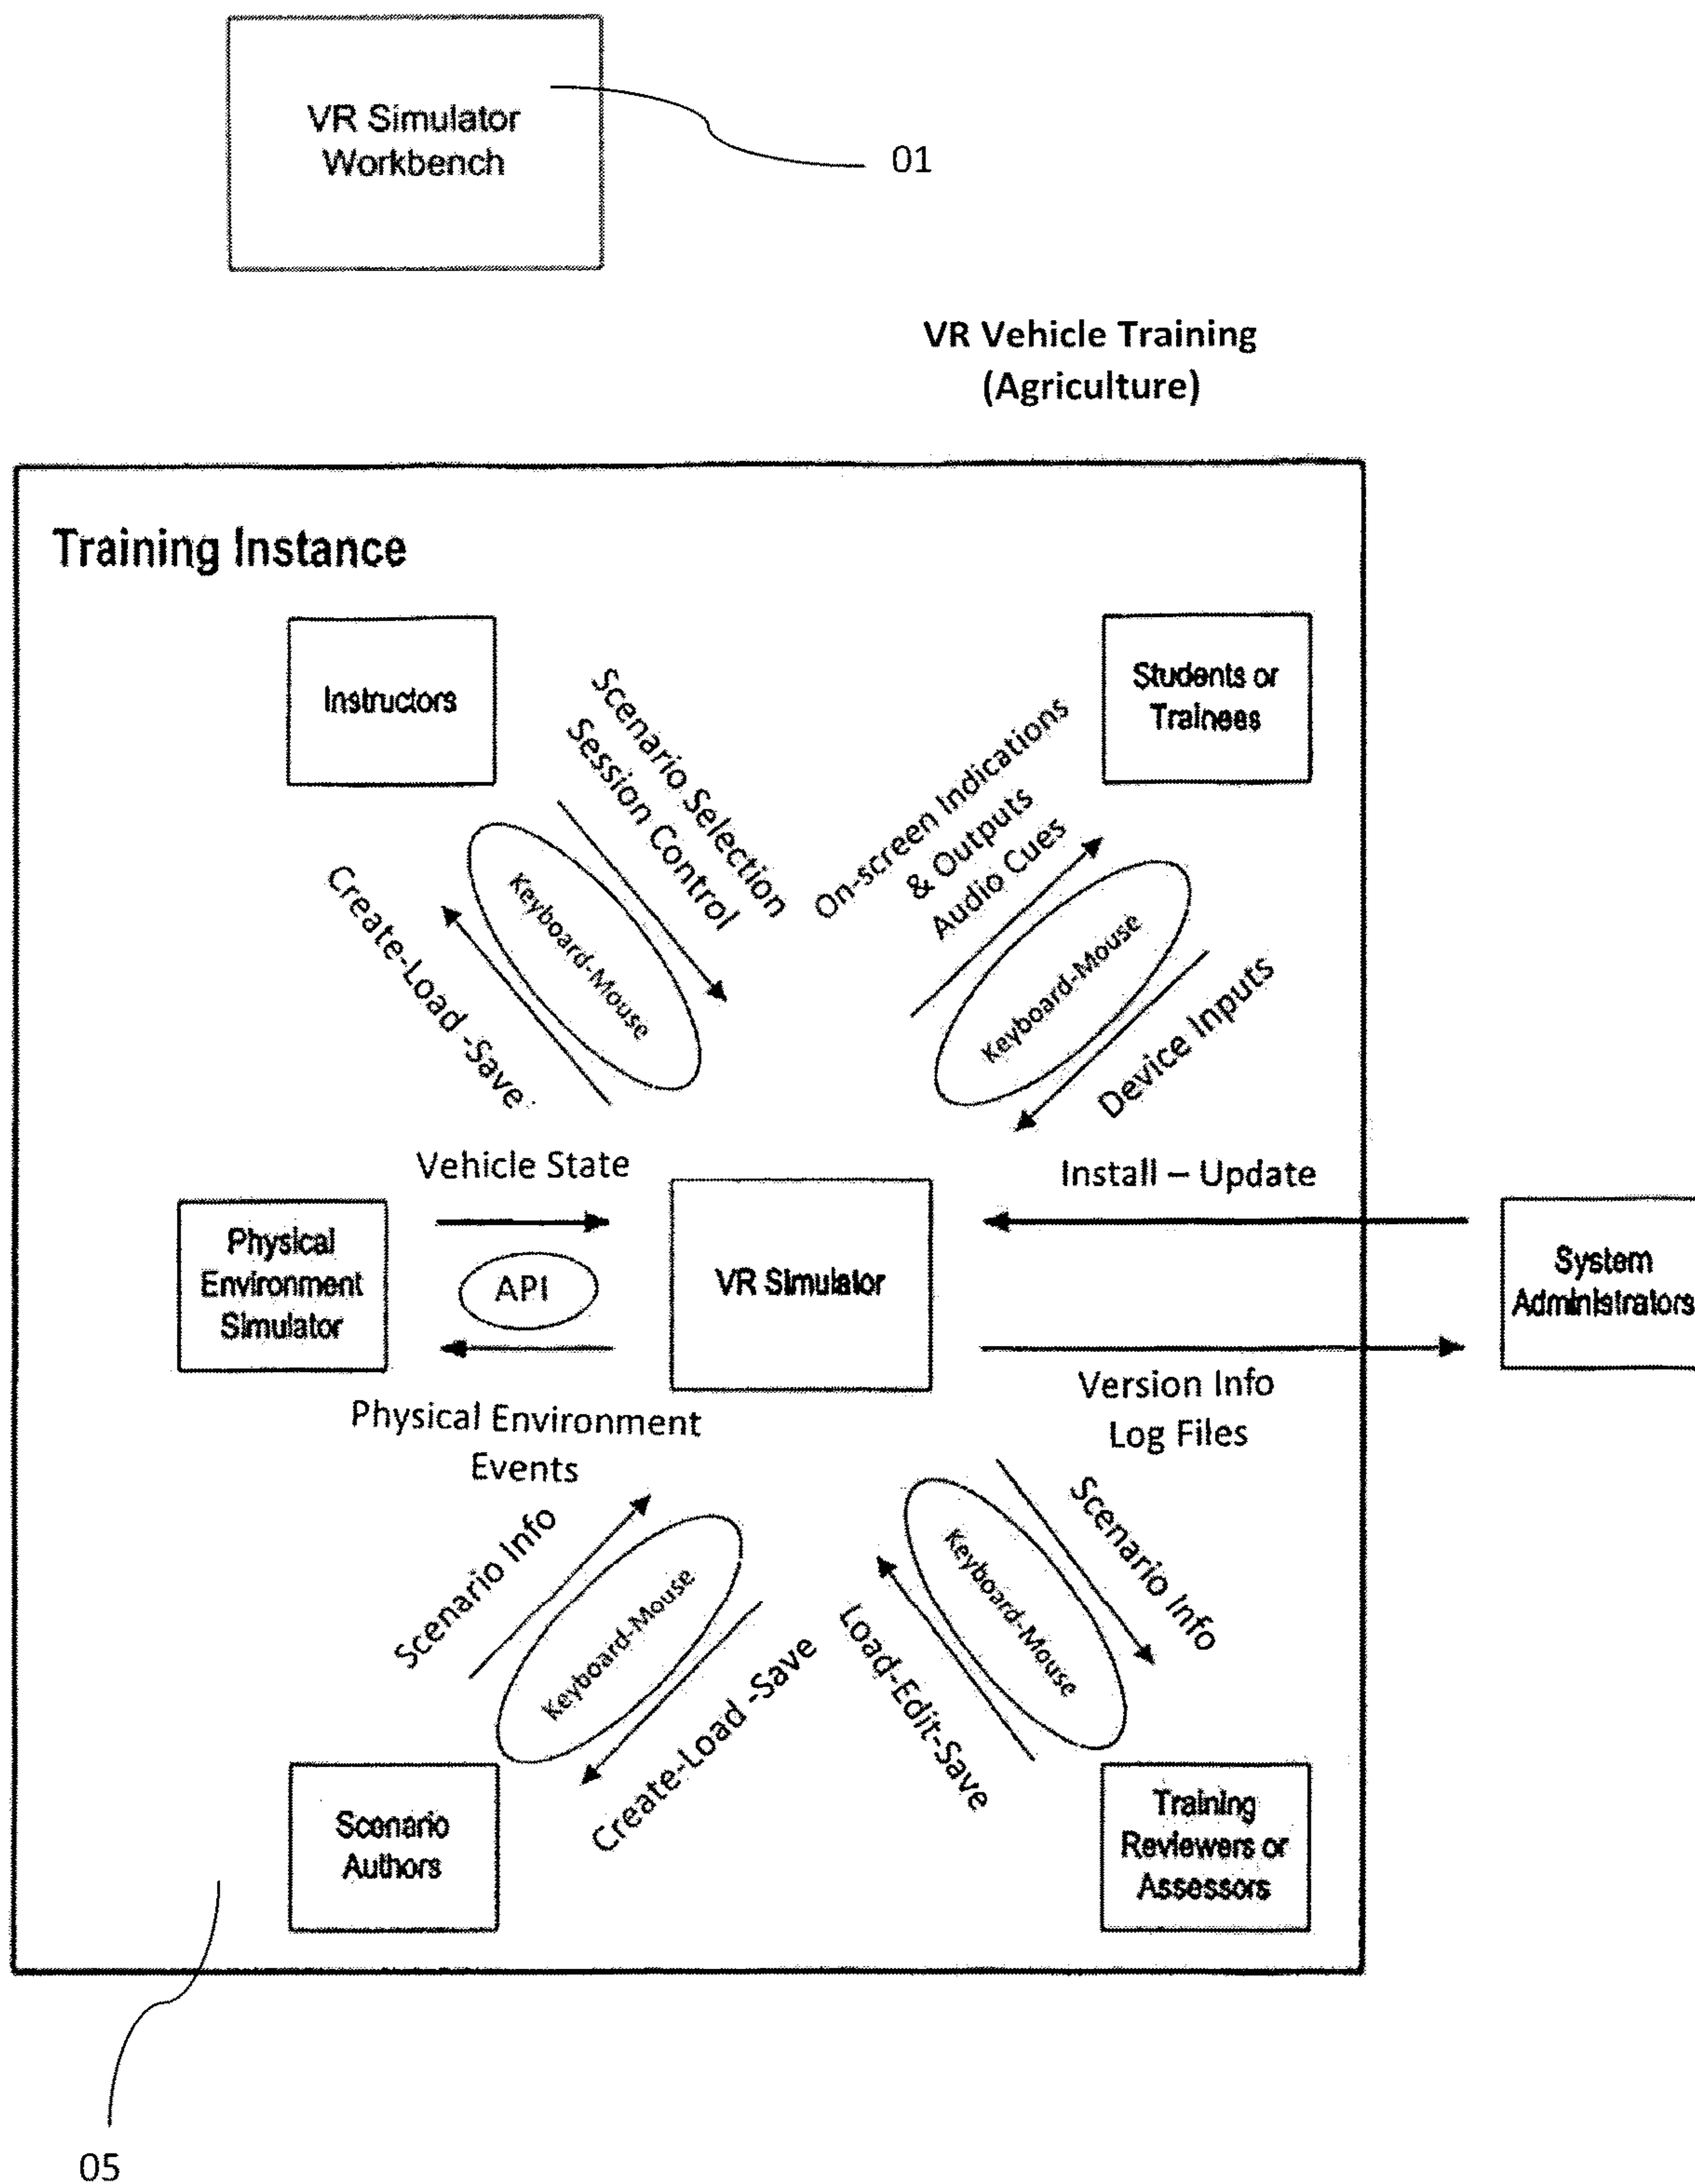 VR Simulator
Workbench
01
VR Vehicle Training
(Agriculture)
Training Instance
Instructors
Scenario Selection
Session Control
Keyboard-Mouse
Create-Load -Save
Students or
Trainees
On-screen Indications
& Outputs
Audio Cues
Keyboard-Mouse
Device Inputs
Vehicle State
Physical
Environment
Simulator
API
Physical Environment
Events
VR Simulator
Install – Update
Version Info
Log Files
System
Administrators
Scenario Info
Keyboard-Mouse
Create-Load -Save
Scenario
Authors
Scenario Info
Keyboard-Mouse
Load-Edit-Save
Training
Reviewers or
Assessors
05